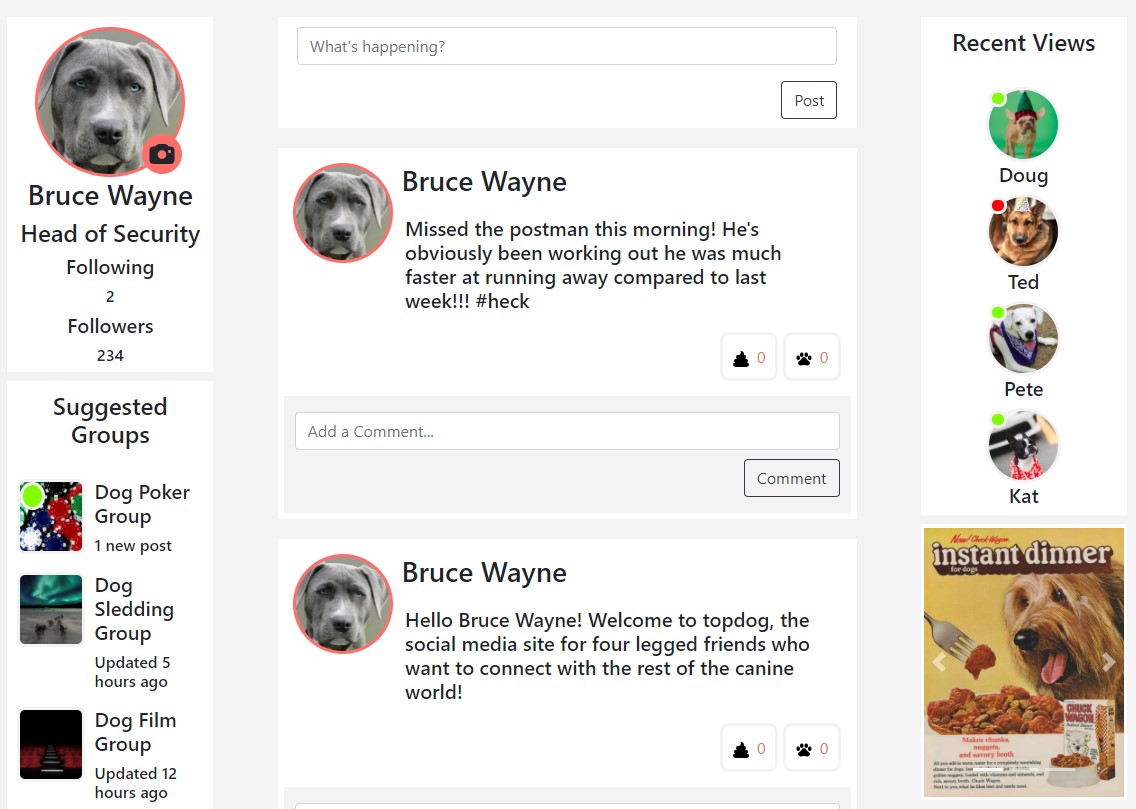 Bruce Wayne
Head of Security
Following
2
Followers
234
Suggested
Groups
Dog Poker
Group
1 new post
Dog
Sledding
Group
Updated 5
hours ago
Dog Film
Group
Updated 12
hours ago
What's happening?
Post
Bruce Wayne
Missed the postman this morning! He's
obviously been working out he was much
faster at running away compared to last
week!!! #heck
0 0
Add a Comment...
Comment
Bruce Wayne
Hello Bruce Wayne! Welcome to topdog, the
social media site for four legged friends who
want to connect with the rest of the canine
world!
0 0
Recent Views
Doug
Ted
Pete
Kat
New! Chuck Wagon
instant dinner
for dogs
CHUCK
WAGON
Makes chunks,
nuggets,
and savory broth